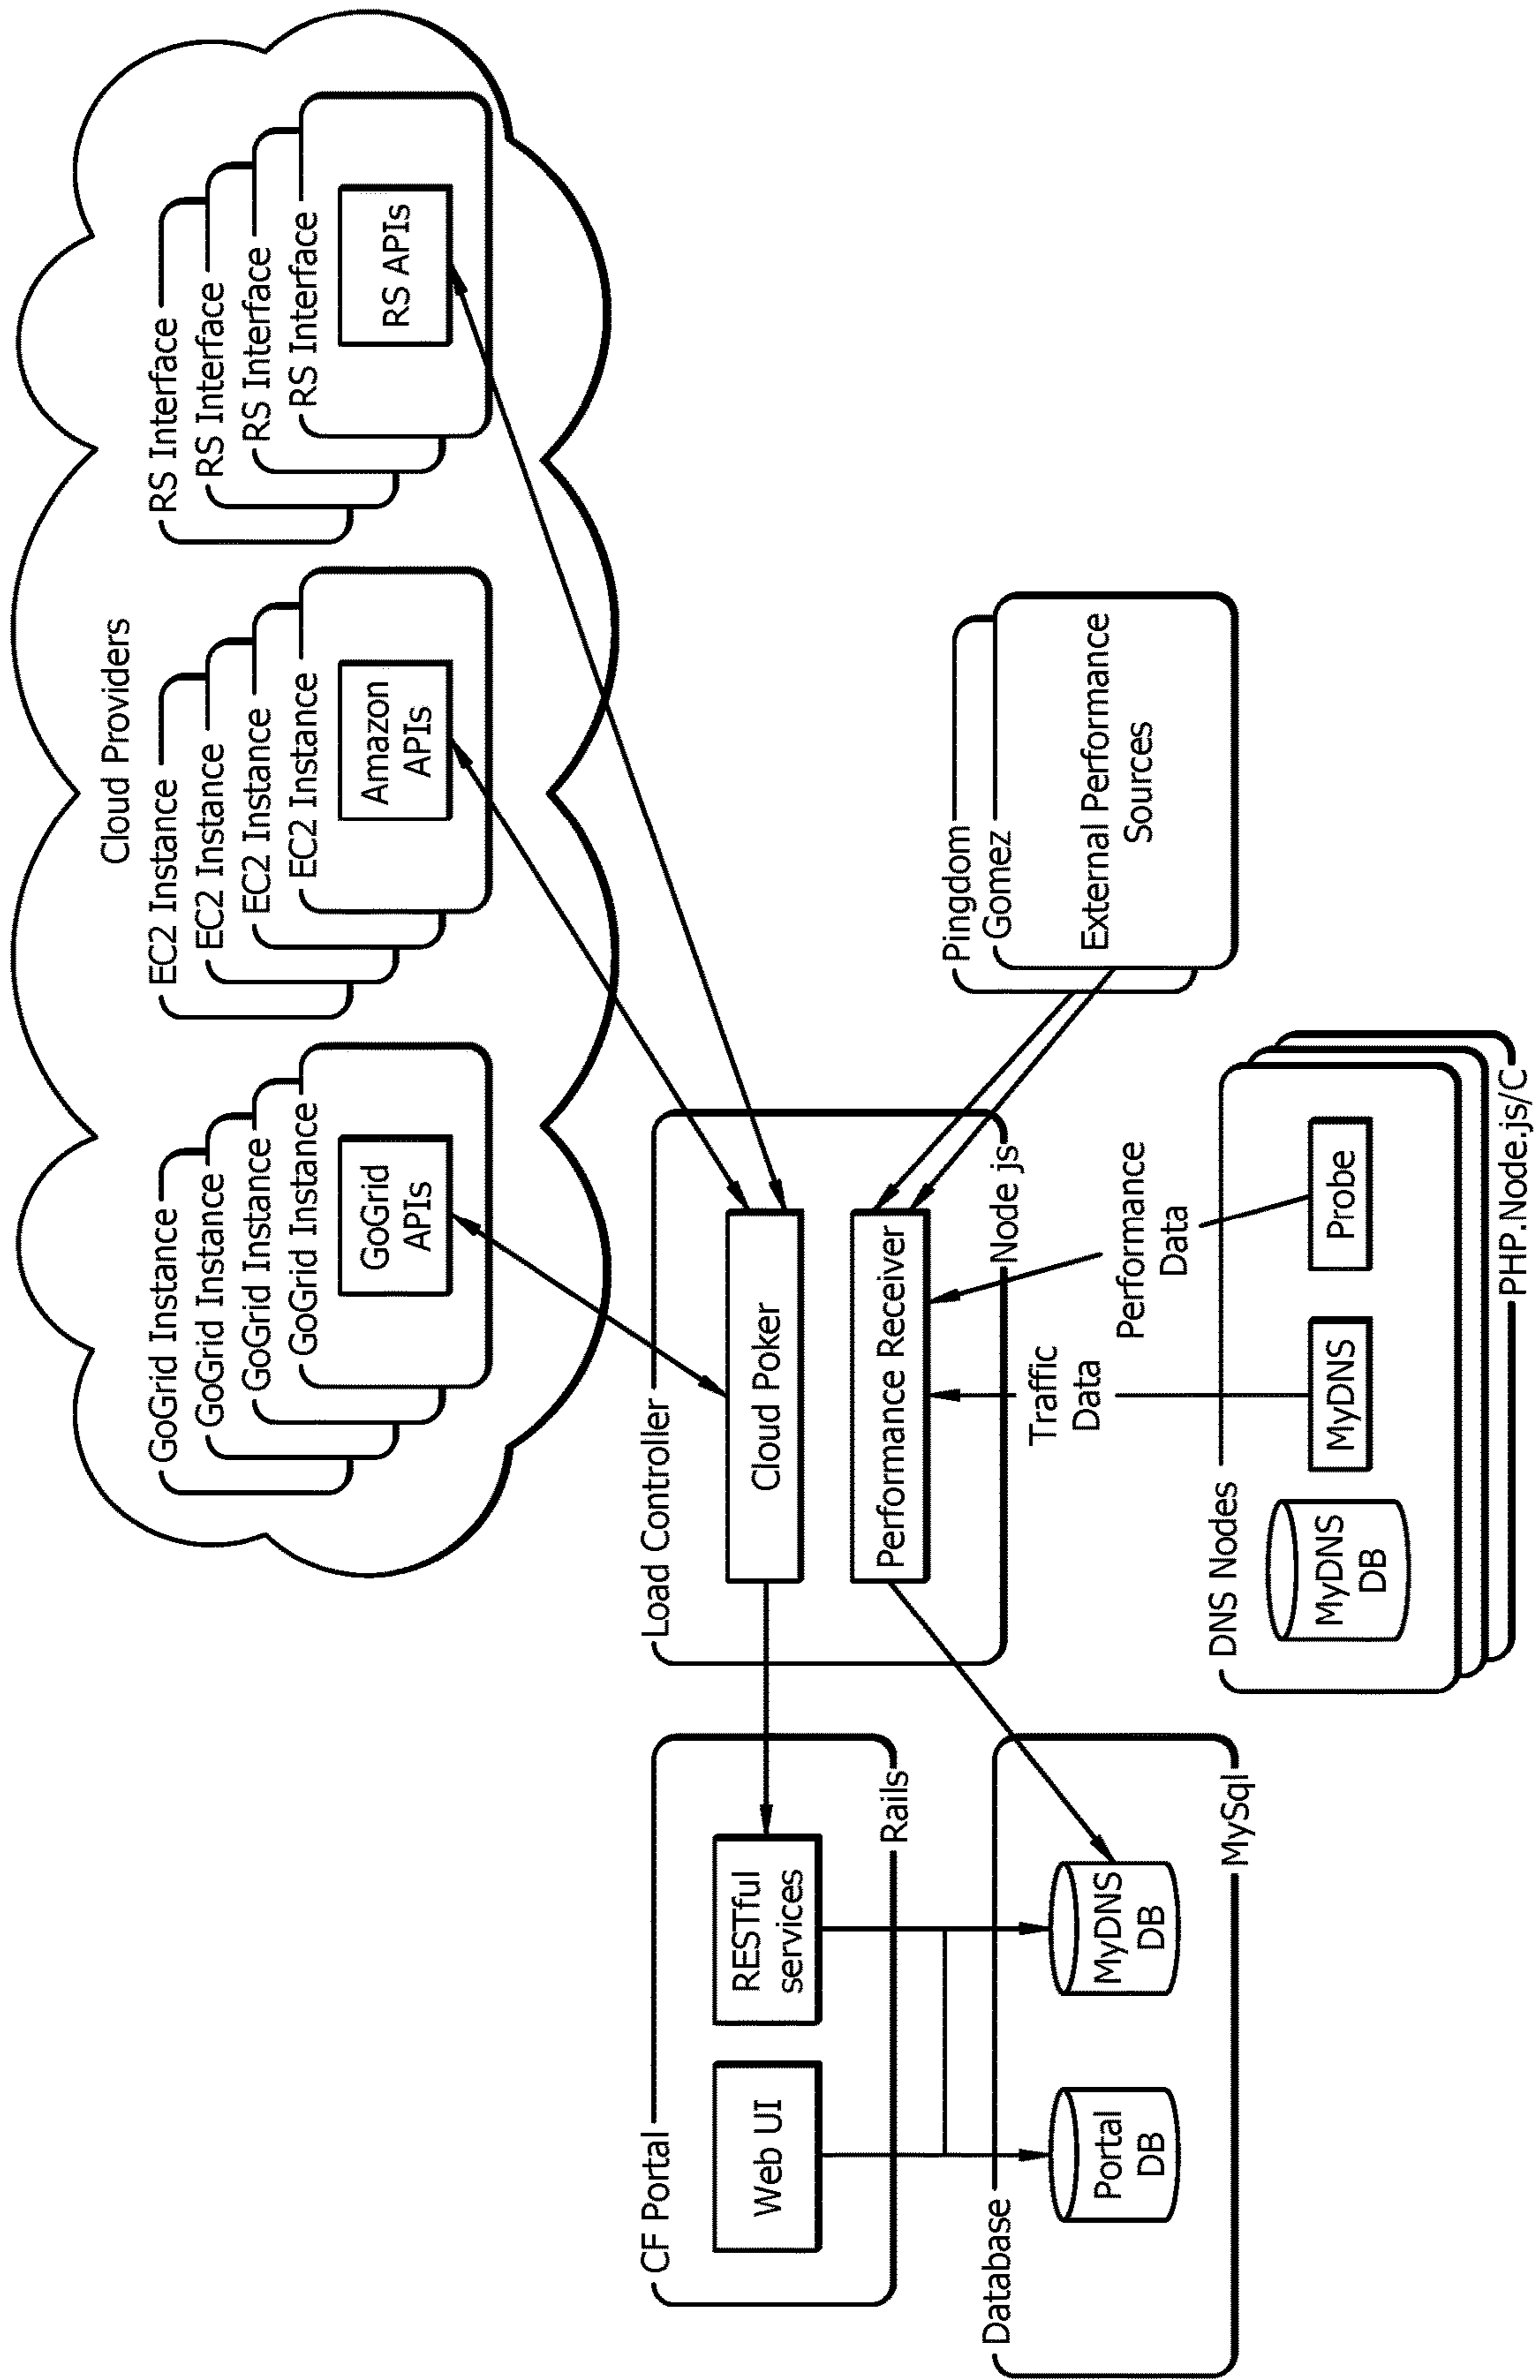 Cloud Providers
GoGrid Instance
GoGrid Instance
GoGrid Instance
GoGrid Instance
GoGrid
APIs
EC2 Instance
EC2 Instance
EC2 Instance
EC2 Instance
Amazon
APIs
RS Interface
RS Interface
RS Interface
RS Interface
RS APIs
CF Portal
Web UI
RESTful
services
Rails
Load Controller
Cloud Poker
Performance Receiver
Node js
Pingdom
Gomez
External Performance
Sources
Database
Portal
DB
MyDNS
DB
MySql
Traffic
Data
Performance
Data
DNS Nodes
MyDNS
DB
MyDNS
Probe
PHP.Node.js/C